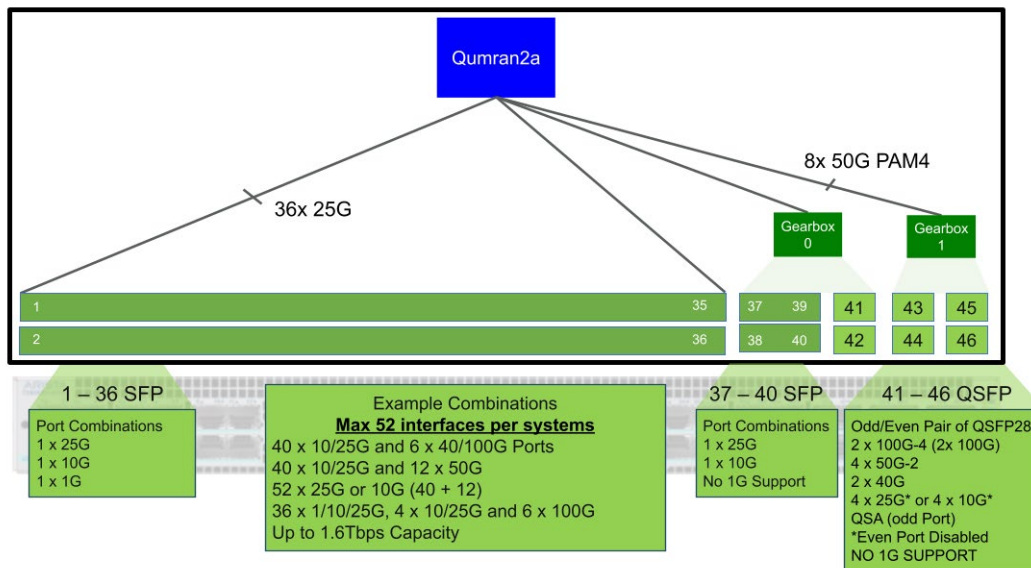 Qumran2a
8x 50G PAM4
36x 25G
Gearbox
0
Gearbox
1
1
35
37
39
41
43
45
2
36
38
40
42
44
46
1 – 36 SFP
Port Combinations
1 x 25G
1 x 10G
1 x 1G
Example Combinations
Max 52 interfaces per systems
40 x 10/25G and 6 x 40/100G Ports
40 x 10/25G and 12 x 50G
52 x 25G or 10G (40 + 12)
36 x 1/10/25G, 4 x 10/25G and 6 x 100G
Up to 1.6Tbps Capacity
37 – 40 SFP
Port Combinations
1 x 25G
1 x 10G
No 1G Support
41 – 46 QSFP
Odd/Even Pair of QSFP28
2 x 100G-4 (2x 100G)
4 x 50G-2
2 x 40G
4 x 25G* or 4 x 10G*
QSA (odd Port)
*Even Port Disabled
NO 1G SUPPORT